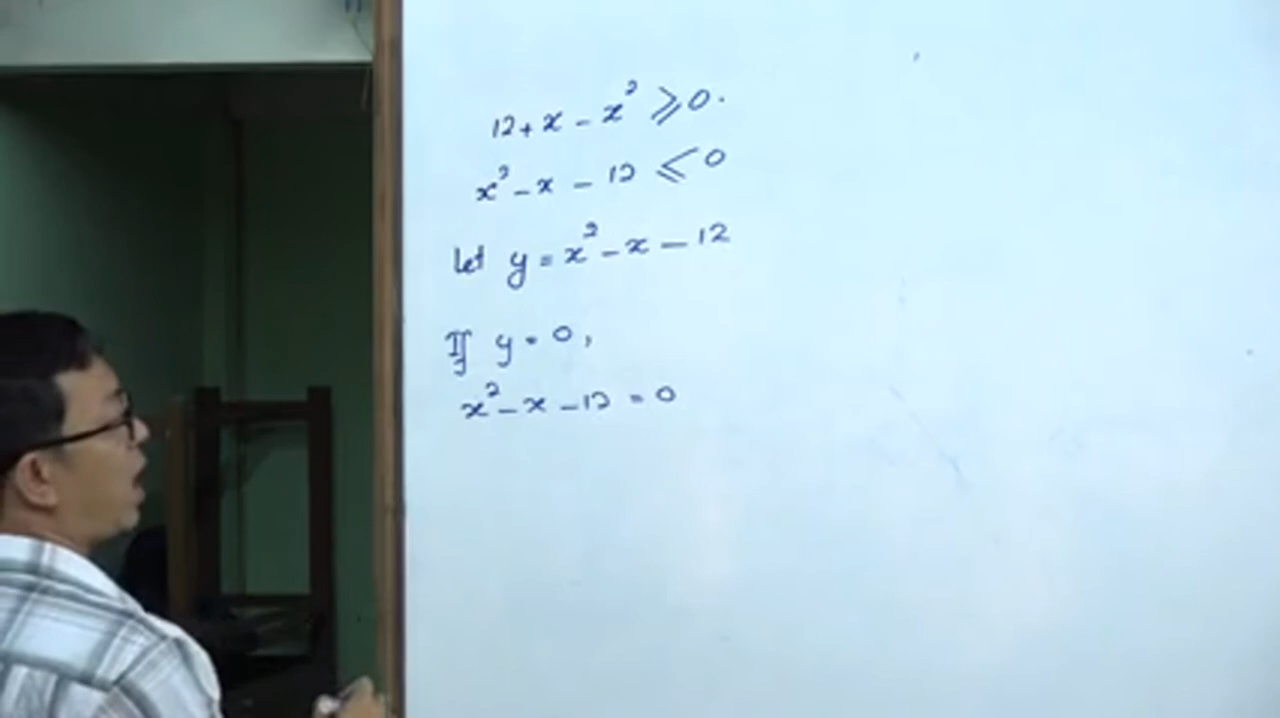 12 + x - x² ⩾ 0.
x² - x - 12 ⩽ 0
Let y = x² - x - 12
If y = 0,
x² - x - 12 = 0